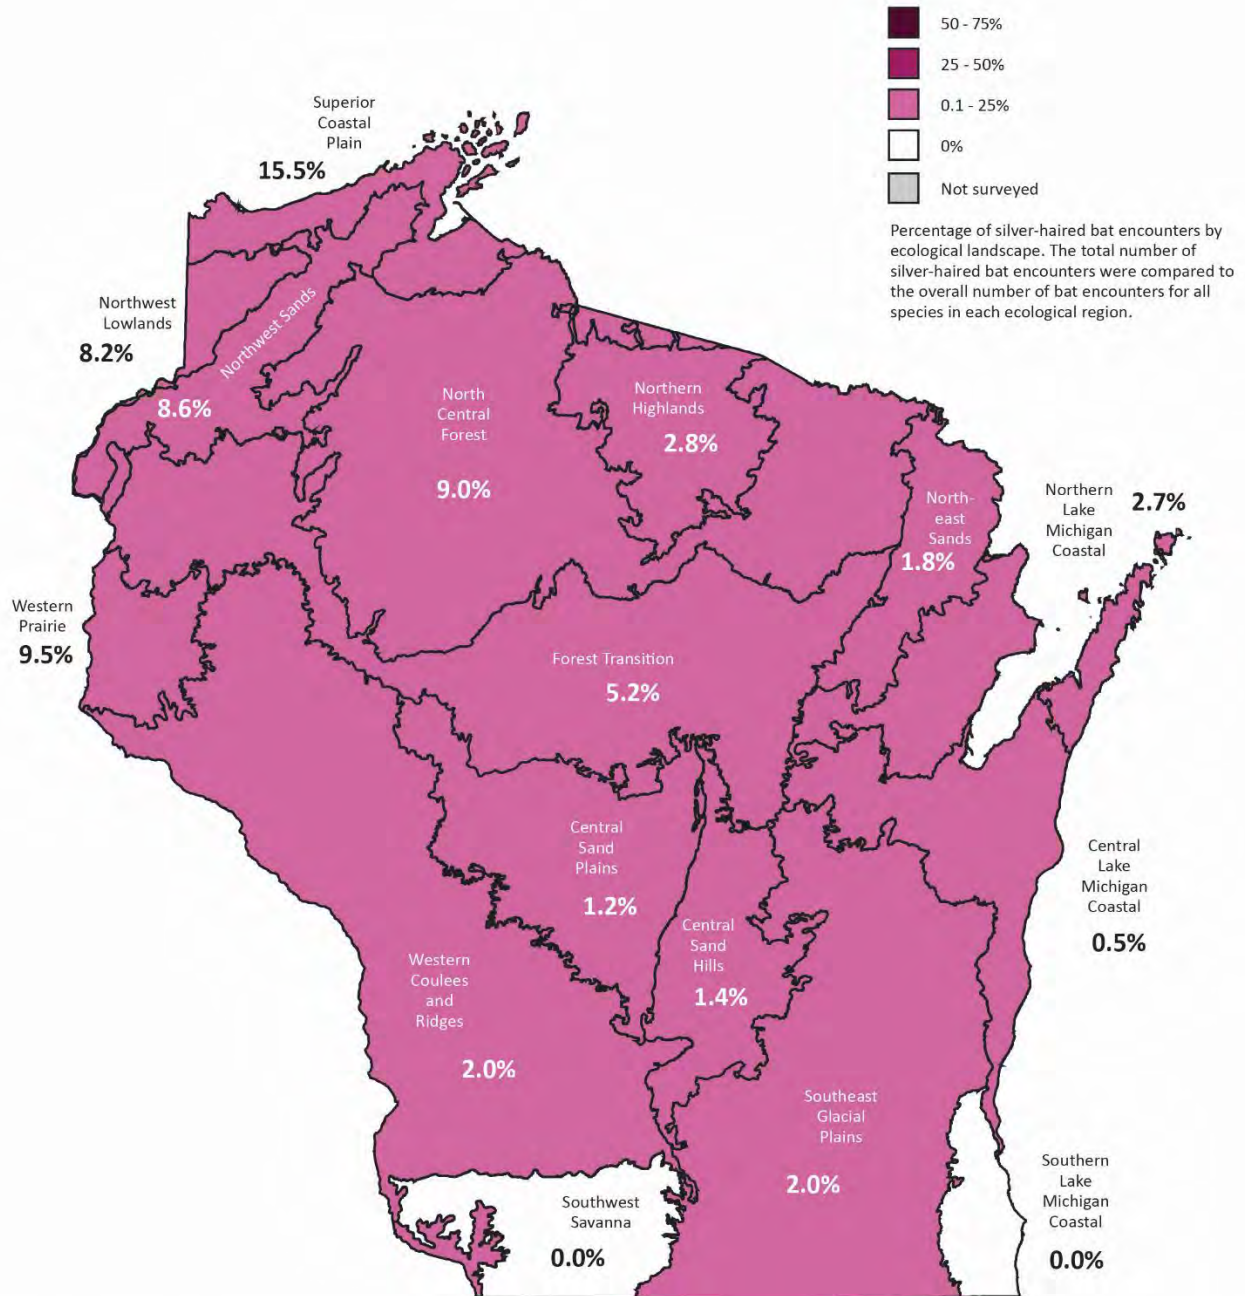 50 - 75%
25 - 50%
0.1 - 25%
0%
Not surveyed
Percentage of silver-haired bat encounters by
ecological landscape. The total number of
silver-haired bat encounters were compared to
the overall number of bat encounters for all
species in each ecological region.
Superior
Coastal
Plain
15.5%
Northwest
Lowlands
8.2%
Northwest Sands
8.6%
North
Central
Forest
9.0%
Northern
Highlands
2.8%
North-
east
Sands
1.8%
Northern
Lake
Michigan
Coastal
2.7%
Western
Prairie
9.5%
Forest Transition
5.2%
Central
Sand
Plains
1.2%
Central
Sand
Hills
1.4%
Central
Lake
Michigan
Coastal
0.5%
Western
Coulees
and
Ridges
2.0%
Southeast
Glacial
Plains
2.0%
Southwest
Savanna
0.0%
Southern
Lake
Michigan
Coastal
0.0%